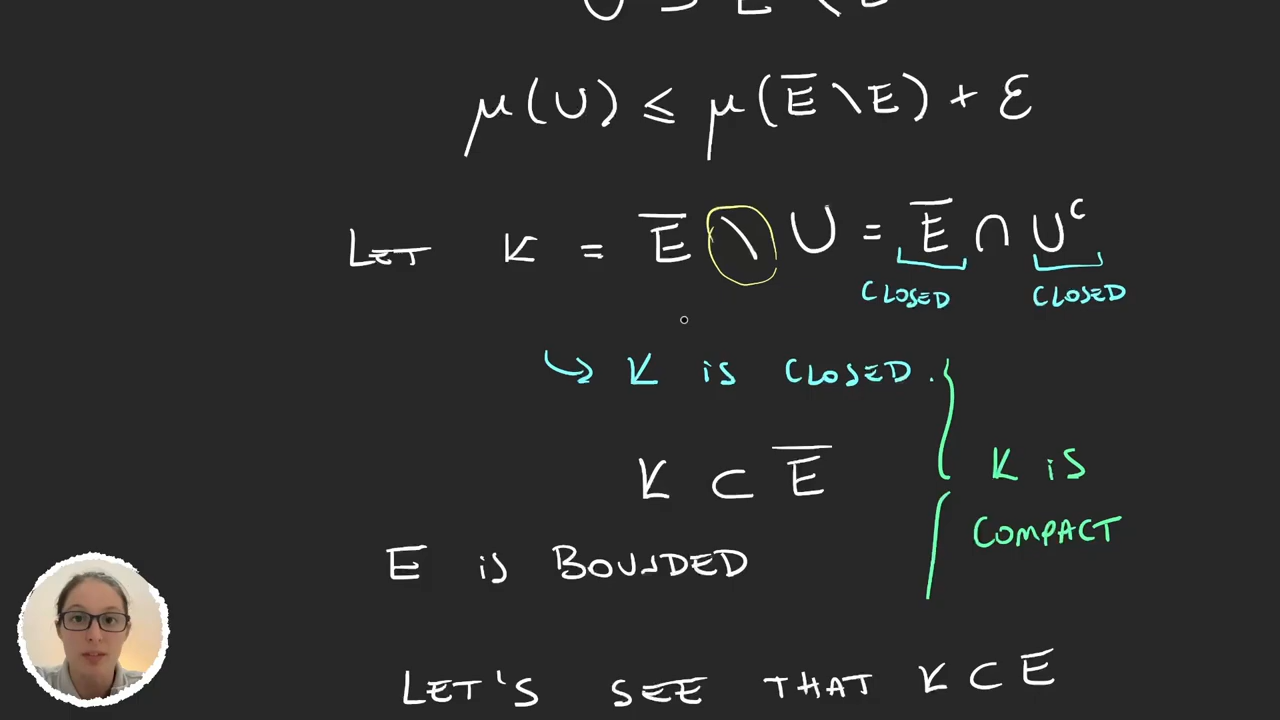 U ⊃ E̅ \ E
μ(U) ≤ μ(E̅ \ E) + ε
LET K = E̅ \ U = E̅ ∩ Uᶜ
CLOSED CLOSED
↪ K is CLOSED.
K ⊂ E̅
K is
COMPACT
E is BOUNDED
LET'S SEE THAT K ⊂ E